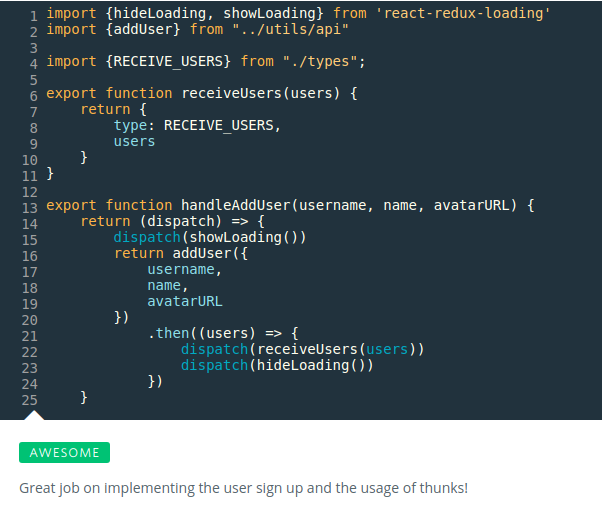 1 import {hideLoading, showLoading} from 'react-redux-loading'
2 import {addUser} from "../utils/api"
3
4 import {RECEIVE_USERS} from "./types";
5
6 export function receiveUsers(users) {
7     return {
8         type: RECEIVE_USERS,
9         users
10     }
11 }
12
13 export function handleAddUser(username, name, avatarURL) {
14     return (dispatch) => {
15         dispatch(showLoading())
16         return addUser({
17             username,
18             name,
19             avatarURL
20         })
21             .then((users) => {
22                 dispatch(receiveUsers(users))
23                 dispatch(hideLoading())
24             })
25     }
AWESOME
Great job on implementing the user sign up and the usage of thunks!